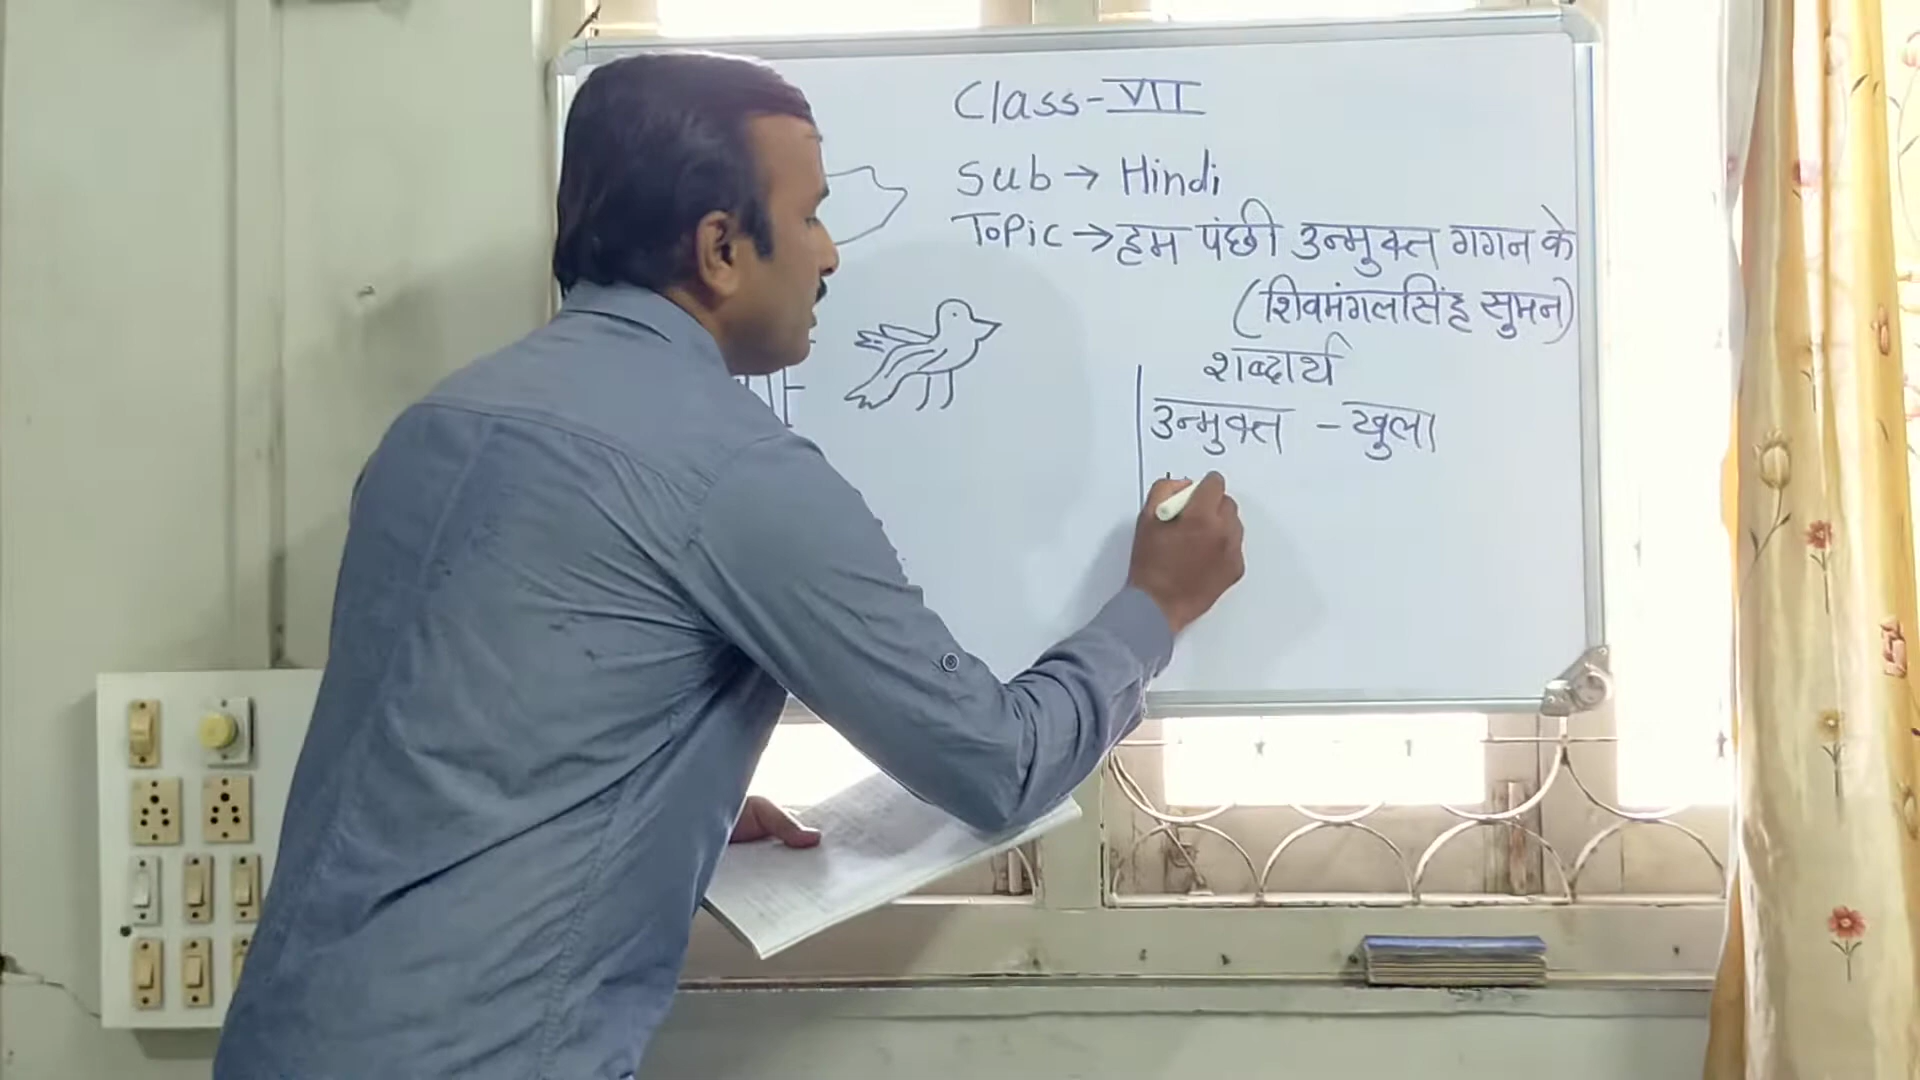 Class-VII
Sub → Hindi
Topic → हम पंछी उन्मुक्त गगन के
(शिवमंगलसिंह सुमन)
शब्दार्थ
उन्मुक्त - खुला